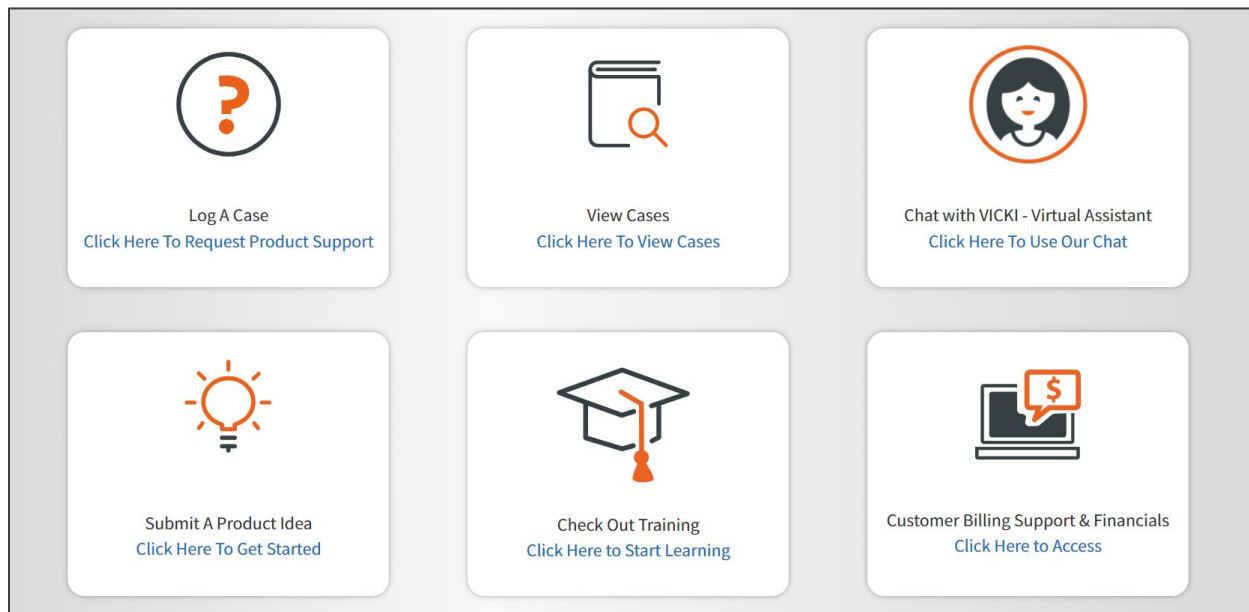 ?
Log A Case
Click Here To Request Product Support
View Cases
Click Here To View Cases
Chat with VICKI - Virtual Assistant
Click Here To Use Our Chat
Submit A Product Idea
Click Here To Get Started
Check Out Training
Click Here to Start Learning
$
Customer Billing Support & Financials
Click Here to Access